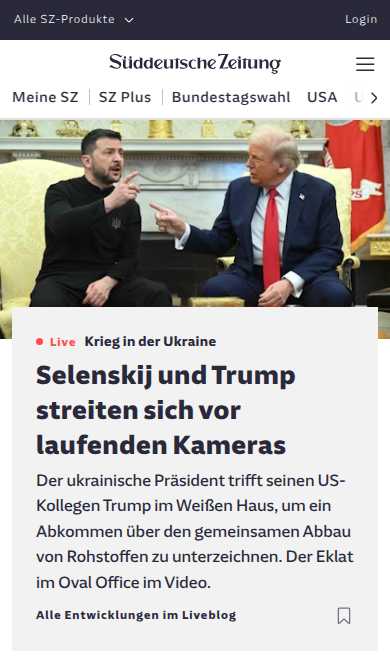 Alle SZ-Produkte
Login
Süddeutsche Zeitung
Meine SZ
SZ Plus
Bundestagswahl
USA
Live Krieg in der Ukraine
Selenskij und Trump
streiten sich vor
laufenden Kameras
Der ukrainische Präsident trifft seinen US-
Kollegen Trump im Weißen Haus, um ein
Abkommen über den gemeinsamen Abbau
von Rohstoffen zu unterzeichnen. Der Eklat
im Oval Office im Video.
Alle Entwicklungen im Liveblog